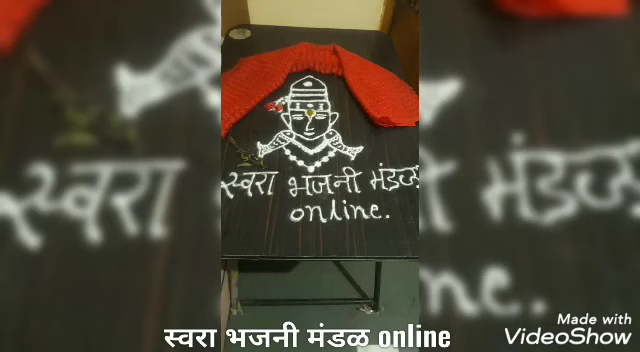 स्वरा भजनी मंडळ
online.
स्वरा भजनी मंडळ online
Made with
VideoShow